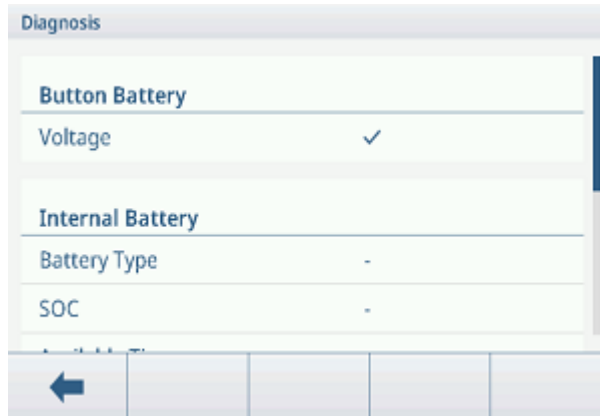 Diagnosis
Button Battery
Voltage ✓
Internal Battery
Battery Type -
SOC -